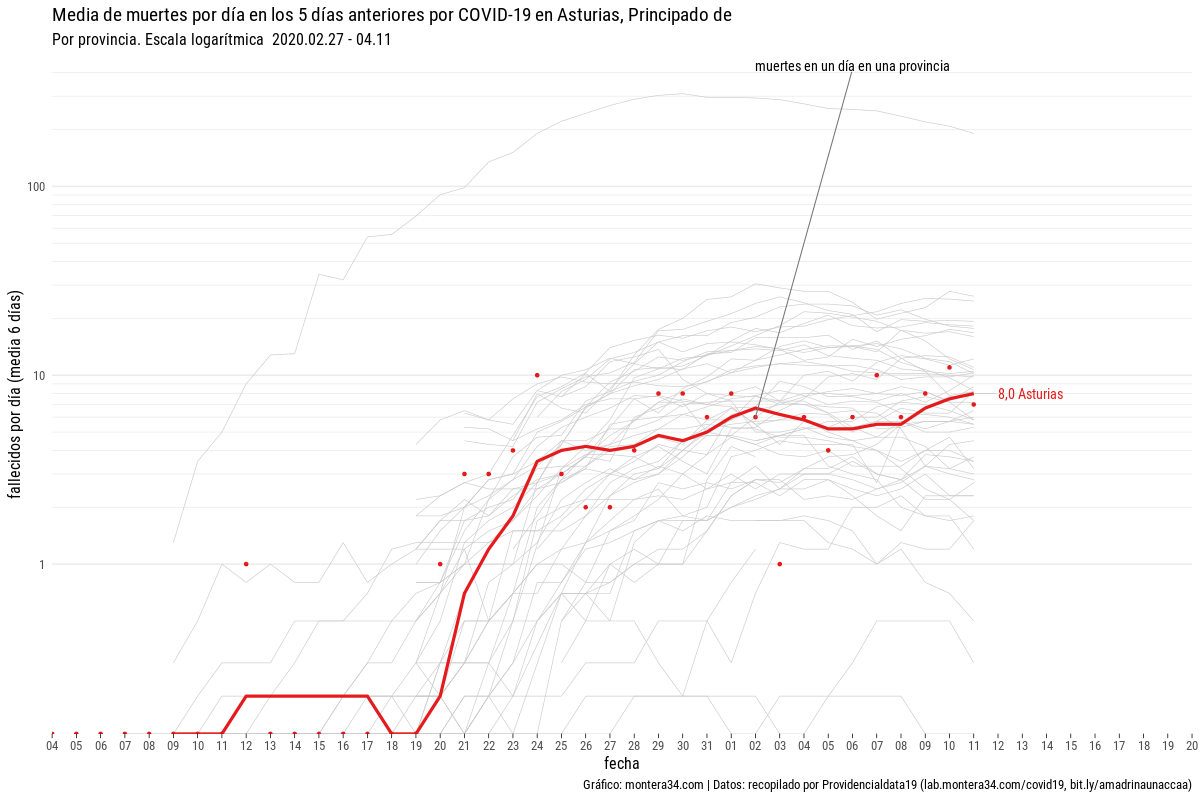 Media de muertes por día en los 5 días anteriores por COVID-19 en Asturias, Principado de
Por provincia. Escala logarítmica  2020.02.27 - 04.11
muertes en un día en una provincia
fallecidos por día (media 6 días)
100
10
1
8,0 Asturias
04 05 06 07 08 09 10 11 12 13 14 15 16 17 18 19 20 21 22 23 24 25 26 27 28 29 30 31 01 02 03 04 05 06 07 08 09 10 11 12 13 14 15 16 17 18 19 20
fecha
Gráfico: montera34.com | Datos: recopilado por Providencialdata19 (lab.montera34.com/covid19, bit.ly/amadrinaunaccaa)